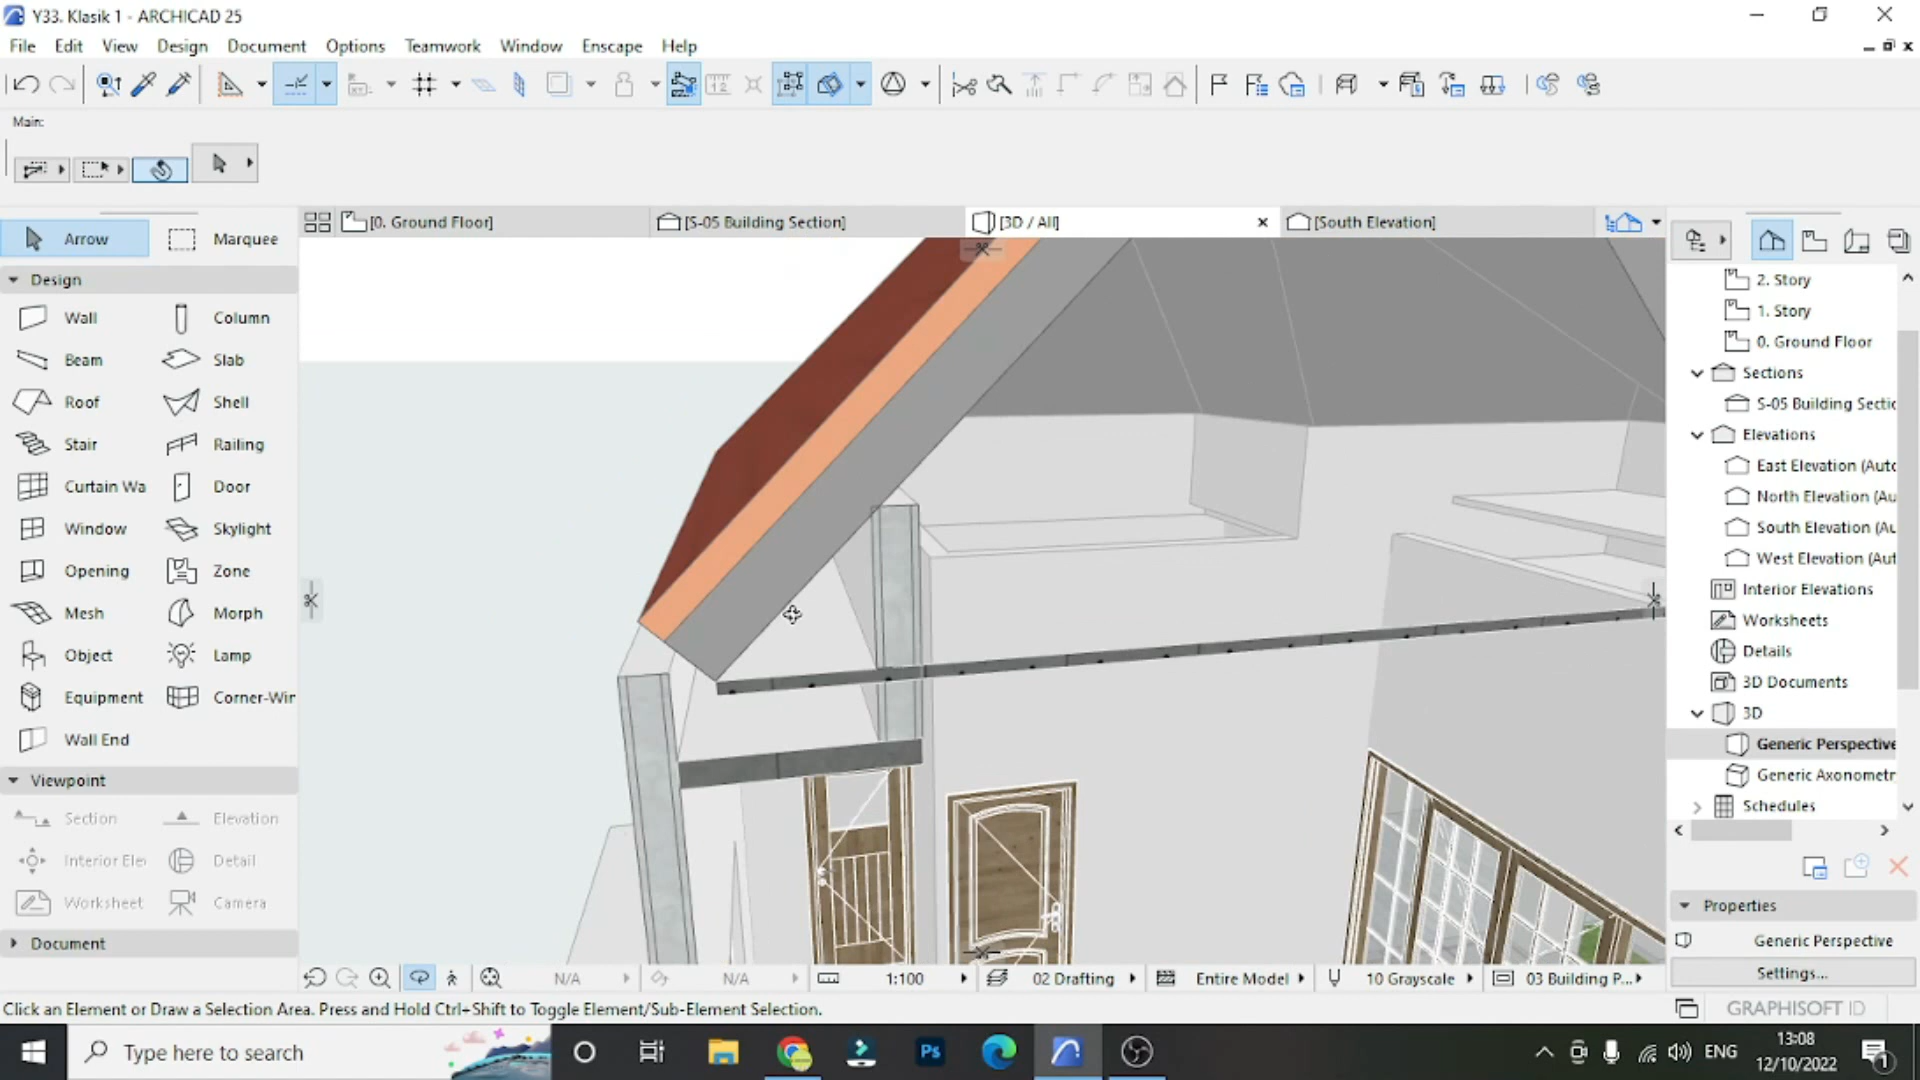 Y33. Klasik 1 - ARCHICAD 25
File Edit View Design Document Options Teamwork Window Enscape Help
Main:
[0. Ground Floor] [S-05 Building Section] [3D / All] [South Elevation]
Arrow Marquee
Design
Wall Column
Beam Slab
Roof Shell
Stair Railing
Curtain Wa Door
Window Skylight
Opening Zone
Mesh Morph
Object Lamp
Equipment Corner-Win
Wall End
Viewpoint
Section Elevation
Interior Ele Detail
Worksheet Camera
Document
2. Story
1. Story
0. Ground Floor
Sections
S-05 Building Sectic
Elevations
East Elevation (Auto
North Elevation (Au
South Elevation (Au
West Elevation (Aut
Interior Elevations
Worksheets
Details
3D Documents
3D
Generic Perspective
Generic Axonometr
Schedules
Properties
Generic Perspective
Settings...
N/A N/A 1:100 02 Drafting Entire Model 10 Grayscale 03 Building P...
Click an Element or Draw a Selection Area. Press and Hold Ctrl+Shift to Toggle Element/Sub-Element Selection.
GRAPHISOFT ID
Type here to search
Ps
ENG
13:08
12/10/2022
1